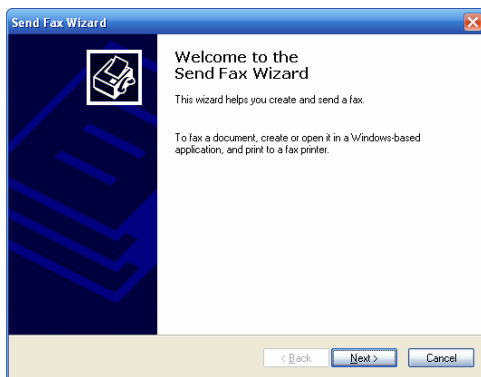 Send Fax Wizard
Welcome to the
Send Fax Wizard
This wizard helps you create and send a fax.
To fax a document, create or open it in a Windows-based
application, and print to a fax printer.
< Back Next > Cancel